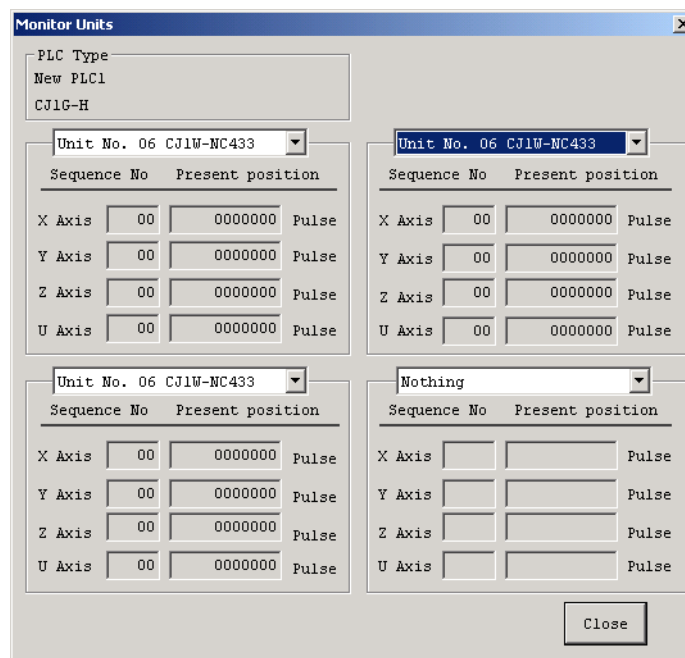 Monitor Units
PLC Type
New PLC1
CJ1G-H
Unit No. 06 CJ1W-NC433
Sequence No Present position
X Axis 00 0000000 Pulse
Y Axis 00 0000000 Pulse
Z Axis 00 0000000 Pulse
U Axis 00 0000000 Pulse
Unit No. 06 CJ1W-NC433
Sequence No Present position
X Axis 00 0000000 Pulse
Y Axis 00 0000000 Pulse
Z Axis 00 0000000 Pulse
U Axis 00 0000000 Pulse
Unit No. 06 CJ1W-NC433
Sequence No Present position
X Axis 00 0000000 Pulse
Y Axis 00 0000000 Pulse
Z Axis 00 0000000 Pulse
U Axis 00 0000000 Pulse
Nothing
Sequence No Present position
X Axis Pulse
Y Axis Pulse
Z Axis Pulse
U Axis Pulse
Close